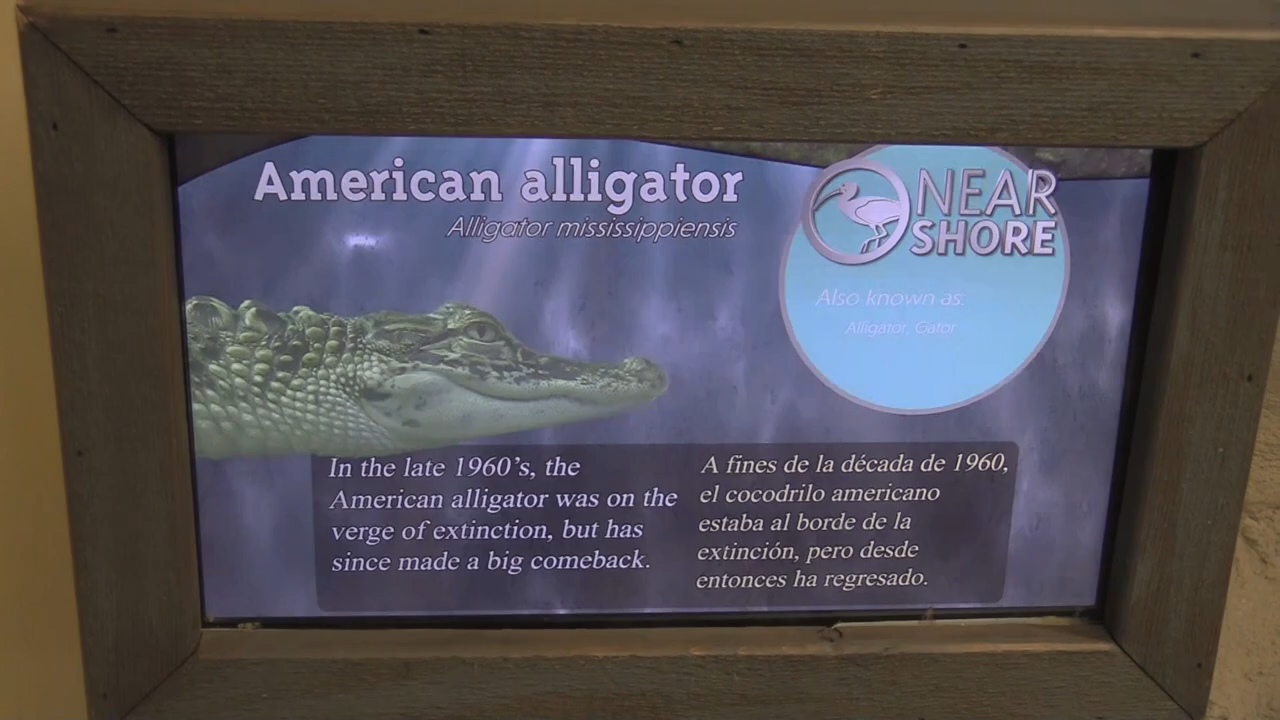 American alligator
Alligator mississippiensis
NEAR
SHORE
Also known as:
Alligator, Gator
In the late 1960's, the
American alligator was on the
verge of extinction, but has
since made a big comeback.
A fines de la década de 1960,
el cocodrilo americano
estaba al borde de la
extinción, pero desde
entonces ha regresado.